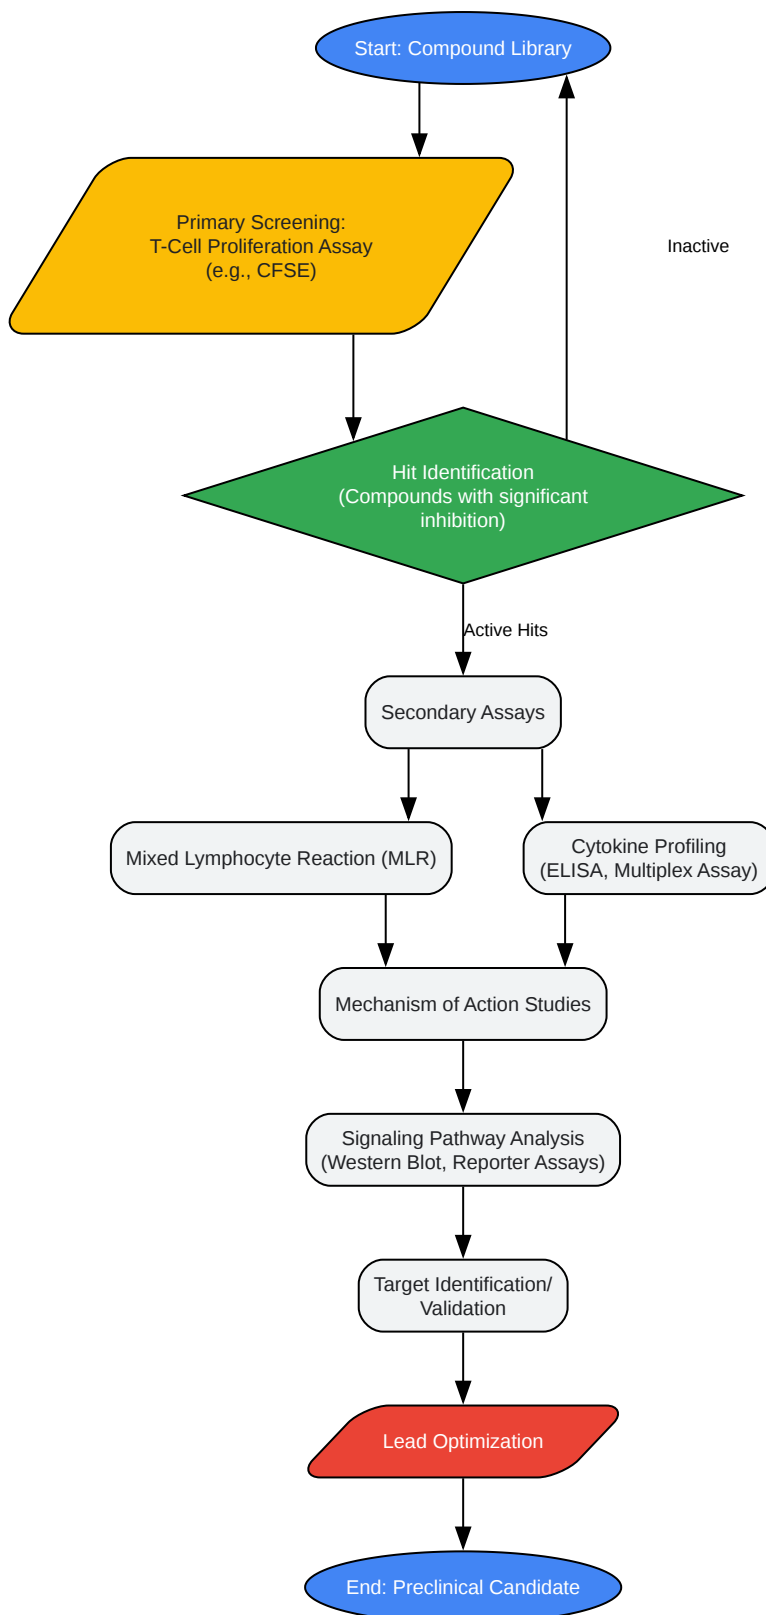 Start: Compound Library
Primary Screening:
T-Cell Proliferation Assay
(e.g., CFSE)
Inactive
Hit Identification
(Compounds with significant
inhibition)
Active Hits
Secondary Assays
Mixed Lymphocyte Reaction (MLR)
Cytokine Profiling
(ELISA, Multiplex Assay)
Mechanism of Action Studies
Signaling Pathway Analysis
(Western Blot, Reporter Assays)
Target Identification/
Validation
Lead Optimization
End: Preclinical Candidate